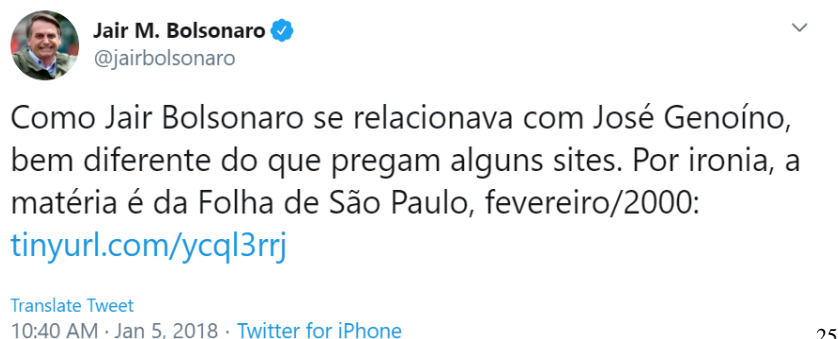 Jair M. Bolsonaro
@jairbolsonaro
Como Jair Bolsonaro se relacionava com José Genoíno,
bem diferente do que pregam alguns sites. Por ironia, a
matéria é da Folha de São Paulo, fevereiro/2000:
tinyurl.com/ycql3rrj
Translate Tweet
10:40 AM · Jan 5, 2018 · Twitter for iPhone
25